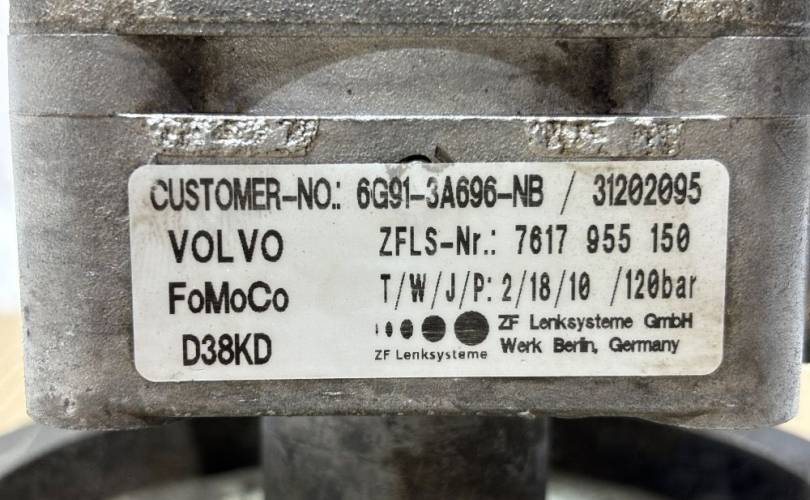 CUSTOMER-NO.: 6G91-3A696-NB / 31202095
VOLVO ZFLS-Nr.: 7617 955 150
FoMoCo T/W/J/P: 2/18/10 /120bar
D38KD ZF Lenksysteme ZF Lenksysteme GmbH
Werk Berlin, Germany